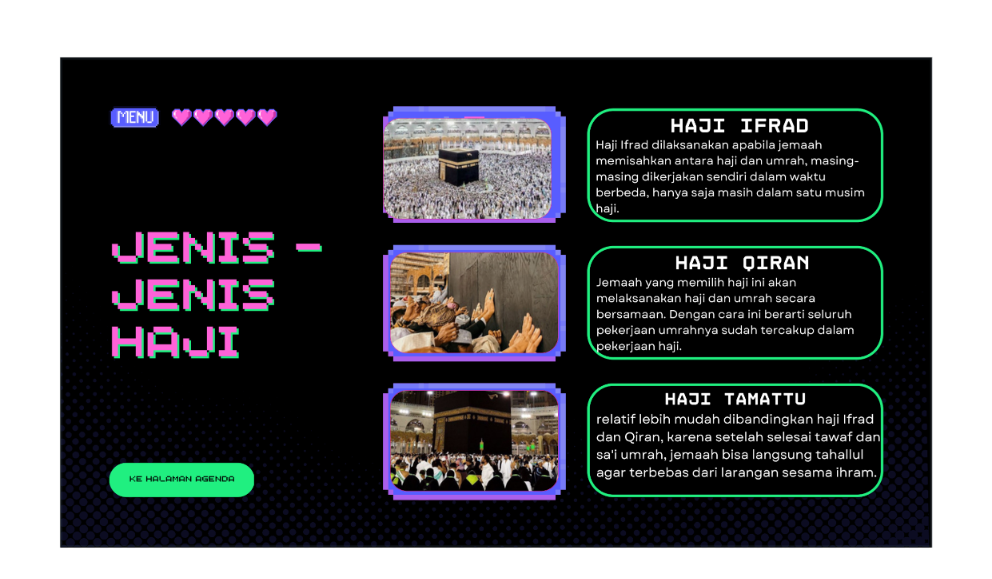 MENU
JENIS -
JENIS
HAJI
KE HALAMAN AGENDA
HAJI IFRAD
Haji Ifrad dilaksanakan apabila jemaah
memisahkan antara haji dan umrah, masing-
masing dikerjakan sendiri dalam waktu
berbeda, hanya saja masih dalam satu musim
haji.
HAJI QIRAN
Jemaah yang memilih haji ini akan
melaksanakan haji dan umrah secara
bersamaan. Dengan cara ini berarti seluruh
pekerjaan umrahnya sudah tercakup dalam
pekerjaan haji.
HAJI TAMATTU
relatif lebih mudah dibandingkan haji Ifrad
dan Qiran, karena setelah selesai tawaf dan
sa'i umrah, jemaah bisa langsung tahallul
agar terbebas dari larangan sesama ihram.